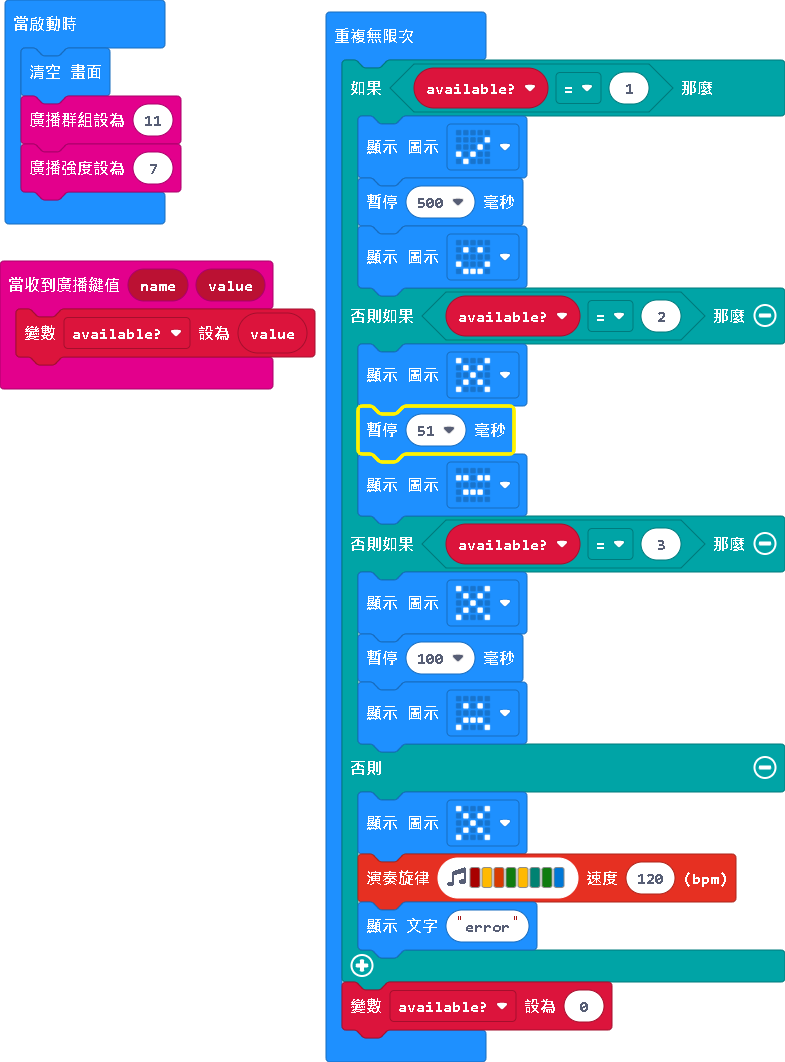 當啟動時
清空 畫面
廣播群組設為 11
廣播強度設為 7
當收到廣播鍵值 name value
變數 available? 設為 value
重複無限次
如果 available? = 1 那麼
顯示 圖示
暫停 500 毫秒
顯示 圖示
否則如果 available? = 2 那麼
顯示 圖示
暫停 51 毫秒
顯示 圖示
否則如果 available? = 3 那麼
顯示 圖示
暫停 100 毫秒
顯示 圖示
否則
顯示 圖示
演奏旋律 速度 120 (bpm)
顯示 文字 "error"
變數 available? 設為 0